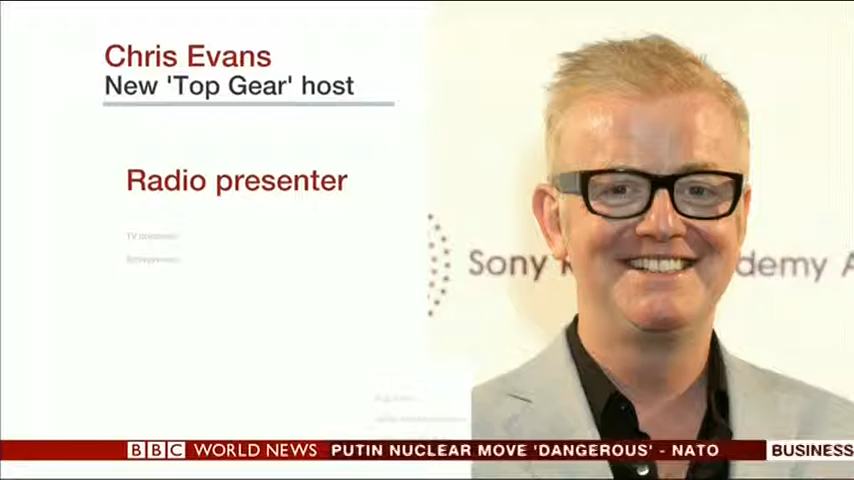 Chris Evans
New 'Top Gear' host
Radio presenter
Sony
demy A
BBC WORLD NEWS PUTIN NUCLEAR MOVE 'DANGEROUS' - NATO BUSINESS